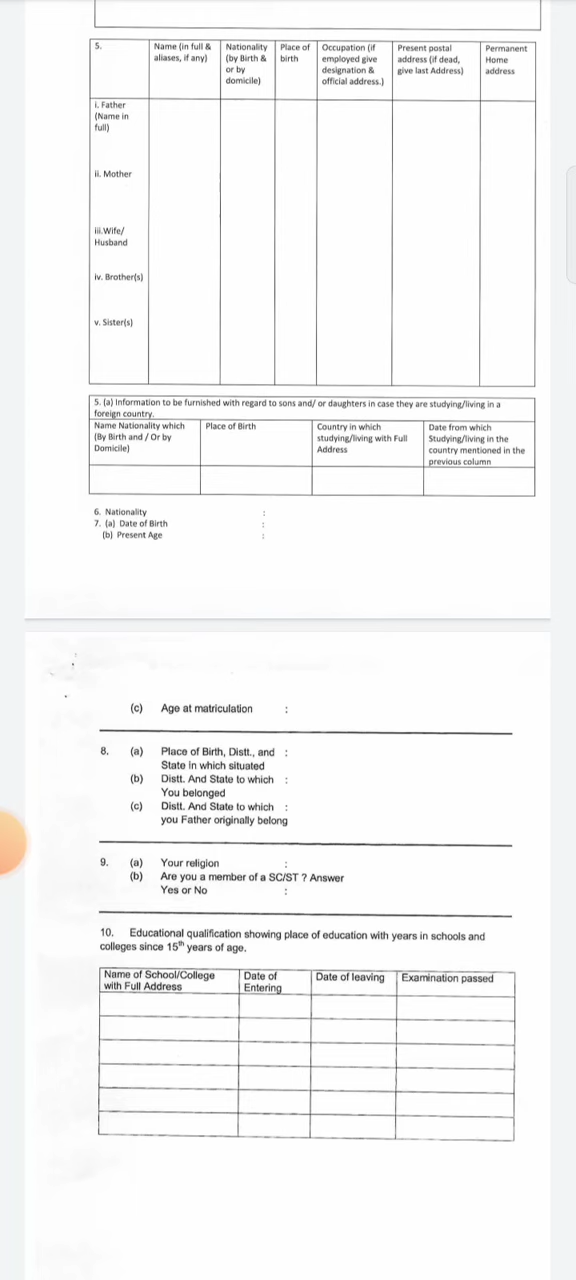 5.
Name (in full &
aliases, if any)
Nationality
(by Birth &
or by
domicile)
Place of
birth
Occupation (if
employed give
designation &
official address.)
Present postal
address (if dead,
give last Address)
Permanent
Home
address
i. Father
(Name in
full)
ii. Mother
iii.Wife/
Husband
iv. Brother(s)
v. Sister(s)
5. (a) Information to be furnished with regard to sons and/ or daughters in case they are studying/living in a
foreign country.
Name Nationality which
(By Birth and / Or by
Domicile)
Place of Birth
Country in which
studying/living with Full
Address
Date from which
Studying/living in the
country mentioned in the
previous column
6. Nationality :
7. (a) Date of Birth :
(b) Present Age :
(c) Age at matriculation :
8. (a) Place of Birth, Distt., and :
State in which situated
(b) Distt. And State to which :
You belonged
(c) Distt. And State to which :
you Father originally belong
9. (a) Your religion :
(b) Are you a member of a SC/ST ? Answer
Yes or No :
10. Educational qualification showing place of education with years in schools and
colleges since 15th years of age.
Name of School/College
with Full Address
Date of
Entering
Date of leaving
Examination passed